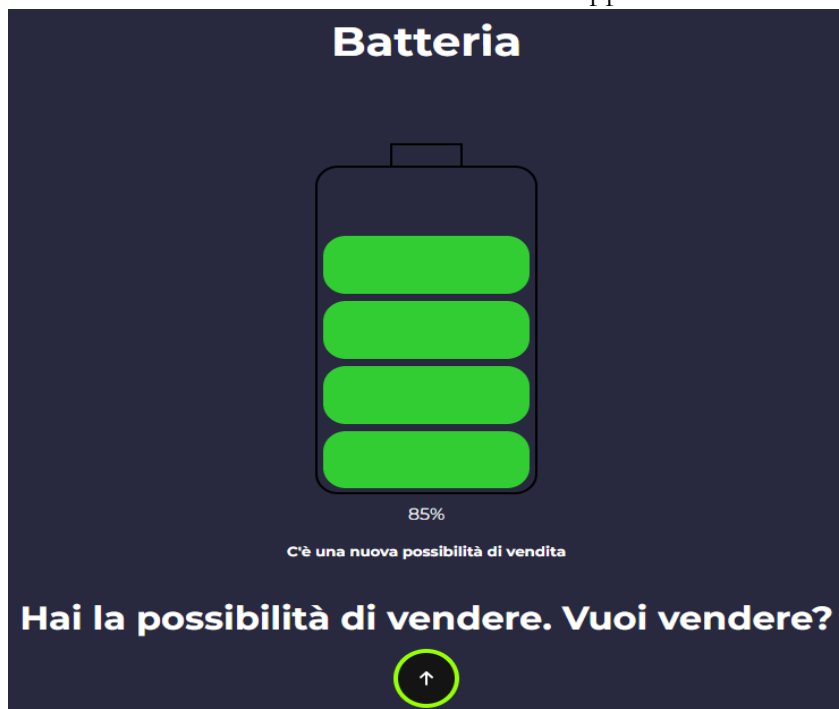 Batteria
85%
C'è una nuova possibilità di vendita
Hai la possibilità di vendere. Vuoi vendere?